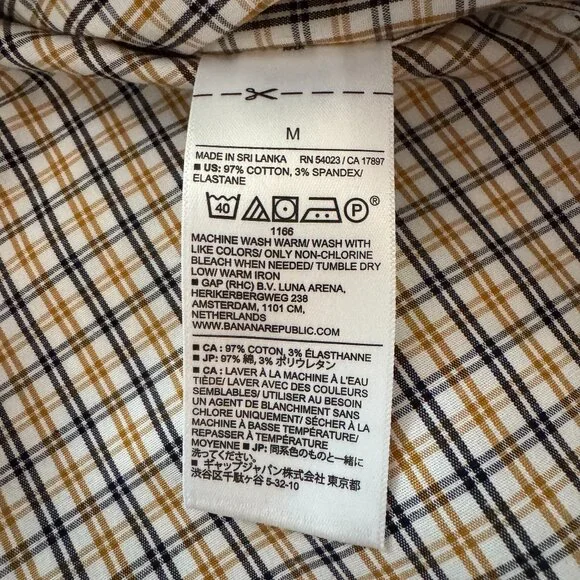 M
MADE IN SRI LANKA RN 54023 / CA 17897
■ US: 97% COTTON, 3% SPANDEX/
ELASTANE
40 P
1166
MACHINE WASH WARM/ WASH WITH
LIKE COLORS/ ONLY NON-CHLORINE
BLEACH WHEN NEEDED/ TUMBLE DRY
LOW/ WARM IRON
■ GAP (RHC) B.V. LUNA ARENA,
HERIKERBERGWEG 238
AMSTERDAM, 1101 CM,
NETHERLANDS
WWW.BANANAREPUBLIC.COM
■ CA : 97% COTON, 3% ÉLASTHANNE
■ JP: 97% 綿, 3% ポリウレタン
■ CA : LAVER À LA MACHINE À L'EAU
TIÈDE/ LAVER AVEC DES COULEURS
SEMBLABLES/ UTILISER AU BESOIN
UN AGENT DE BLANCHIMENT SANS
CHLORE UNIQUEMENT/ SÉCHER À LA
MACHINE À BASSE TEMPÉRATURE/
REPASSER À TEMPÉRATURE
MOYENNE ■ JP: 同系色のものと一緒に
洗ってください。
■ ギャップジャパン株式会社 東京都
渋谷区千駄ヶ谷 5-32-10